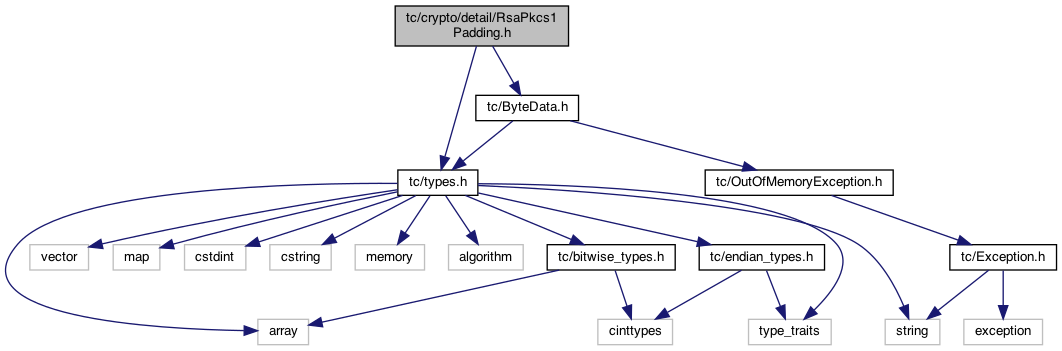 tc/crypto/detail/RsaPkcs1
Padding.h
tc/ByteData.h
tc/types.h
tc/OutOfMemoryException.h
vector
map
cstdint
cstring
memory
algorithm
tc/bitwise_types.h
tc/endian_types.h
tc/Exception.h
array
cinttypes
type_traits
string
exception